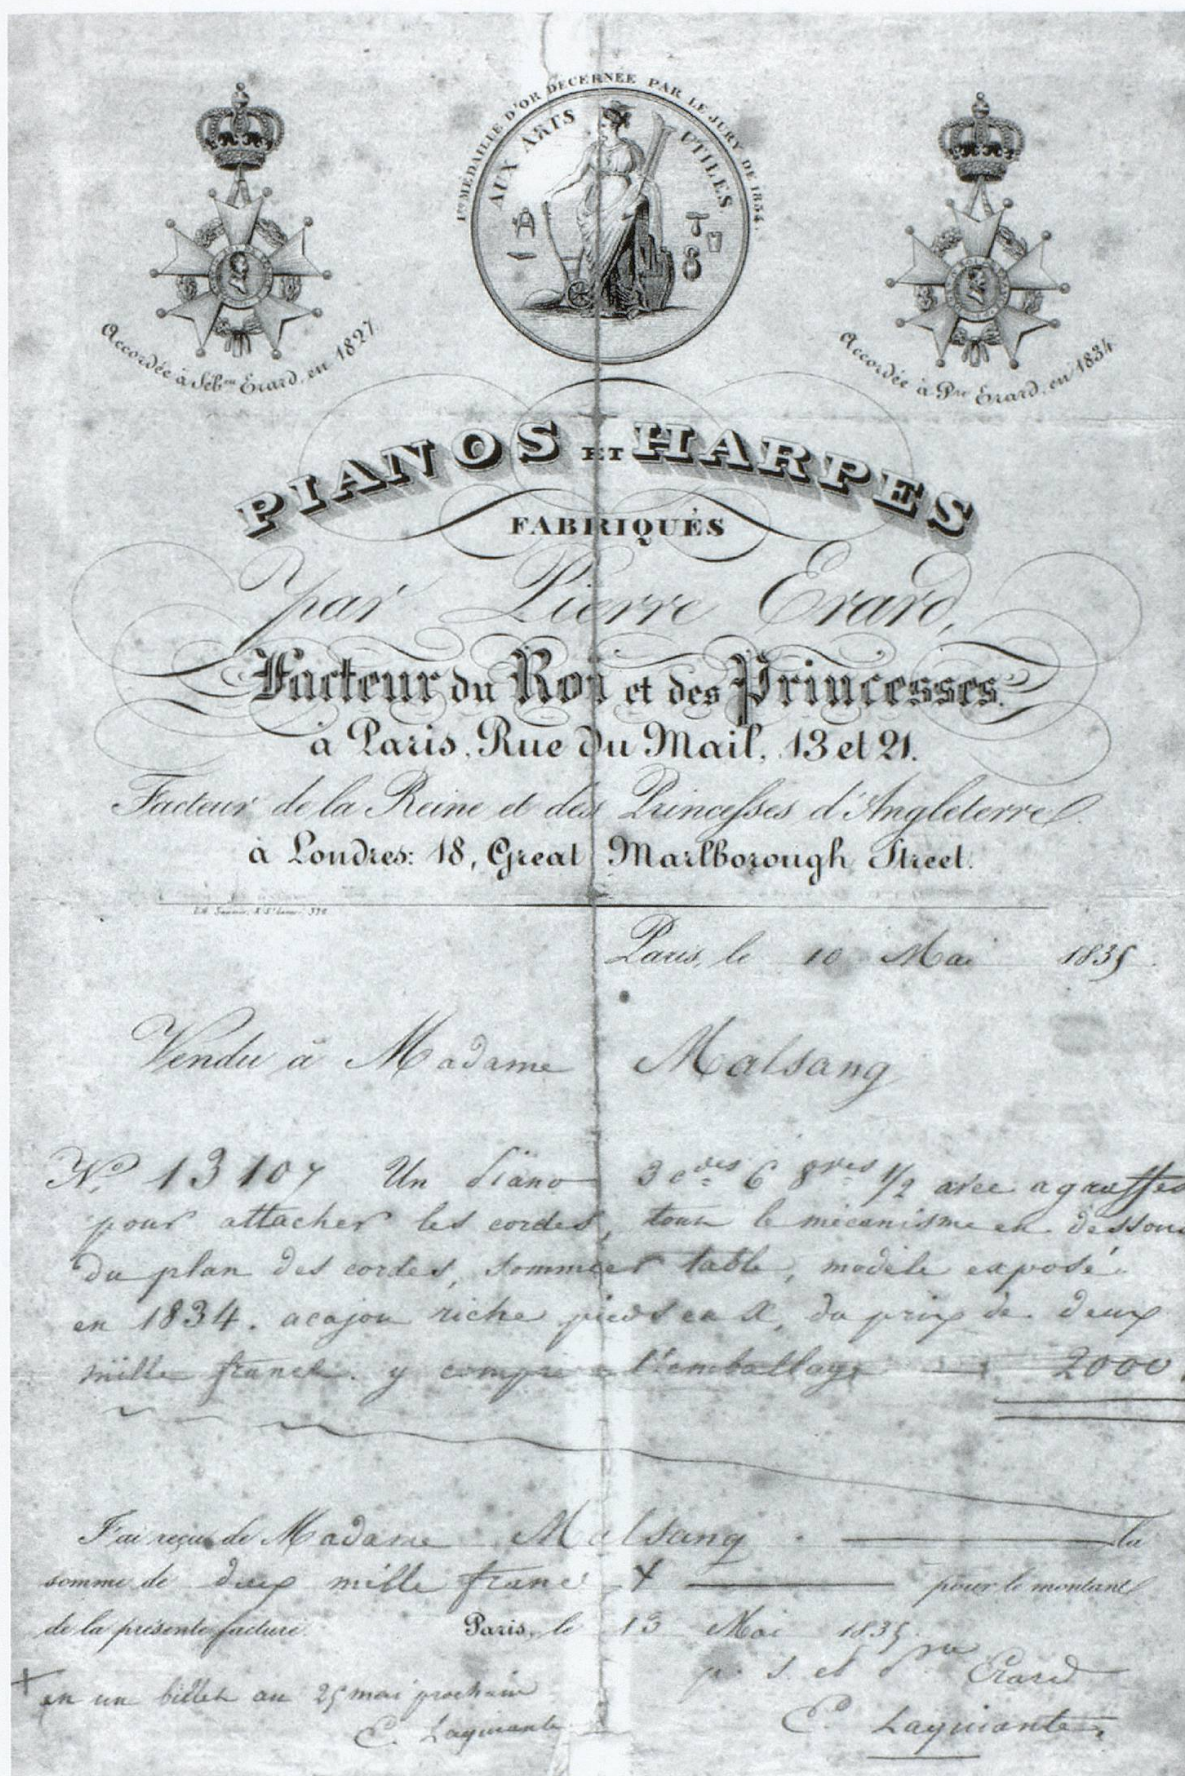 1re MÉDAILLE D'OR DÉCERNÉE PAR LE JURY DE 1834.
AUX ARTS UTILES
Accordée à Sében Erard, en 1827.
Accordée à Prre Erard, en 1834
PIANOS ET HARPES
FABRIQUÉS
par Pierre Erard,
Facteur du Roi et des Princesses.
à Paris, Rue du Mail, 13 et 21.
Facteur de la Reine et des Princesses d'Angleterre
à Londres: 18, Great Marlborough Street.
Paris, le 10 Mai 1835.
Vendu à Madame Malsang
No. 13107 Un piano 3 cdes 6 8ves 1/2 avec agraffes
pour attacher les cordes, tout le mécanisme en dessous
du plan des cordes, sommier table, modèle exposé
en 1834. acajou riche pieds en X, du prix de deux
mille francs. y compris l'emballage 2000.
J'ai reçu de Madame Malsang la
somme de deux mille francs X pour le montant
de la présente facture. Paris, le 13 Mai 1835
p. S. et Prre Erard
X en un billet au 25 mai prochain
E. Laquiante
E. Laquiante.